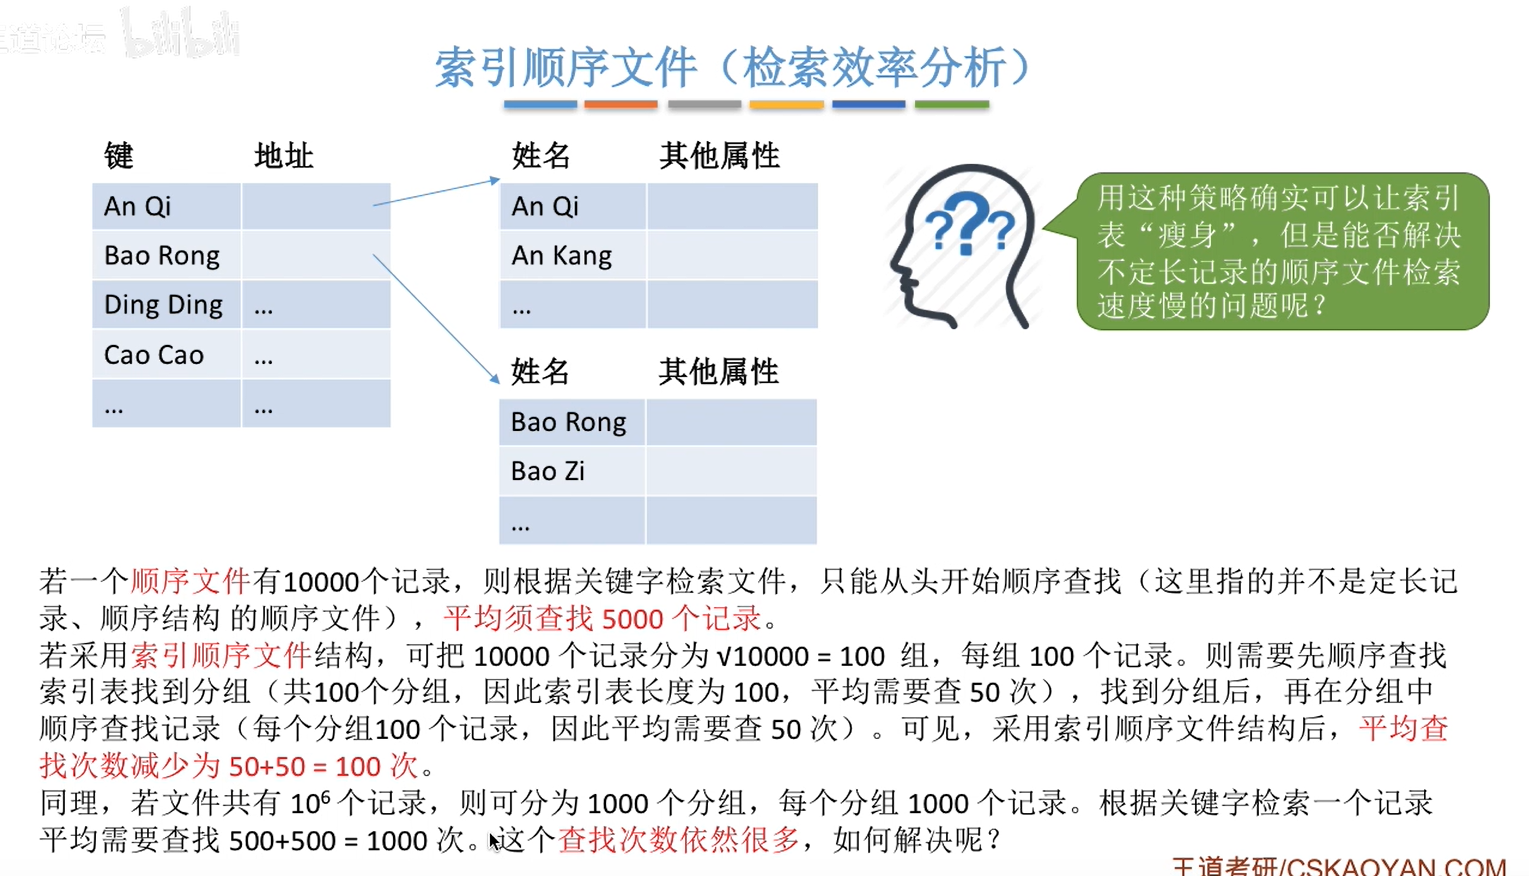 王道论坛 bilibili
索引顺序文件（检索效率分析）
键 地址
An Qi
Bao Rong
Ding Ding ...
Cao Cao ...
... ...
姓名 其他属性
An Qi
An Kang
...
姓名 其他属性
Bao Rong
Bao Zi
...
???
用这种策略确实可以让索引
表“瘦身”，但是能否解决
不定长记录的顺序文件检索
速度慢的问题呢？
若一个顺序文件有10000个记录，则根据关键字检索文件，只能从头开始顺序查找（这里指的并不是定长记
录、顺序结构 的顺序文件），平均须查找 5000 个记录。
若采用索引顺序文件结构，可把 10000 个记录分为 √10000 = 100 组，每组 100 个记录。则需要先顺序查找
索引表找到分组（共100个分组，因此索引表长度为 100，平均需要查 50 次），找到分组后，再在分组中
顺序查找记录（每个分组100 个记录，因此平均需要查 50 次）。可见，采用索引顺序文件结构后，平均查
找次数减少为 50+50 = 100 次。
同理，若文件共有 10⁶ 个记录，则可分为 1000 个分组，每个分组 1000 个记录。根据关键字检索一个记录
平均需要查找 500+500 = 1000 次。这个查找次数依然很多，如何解决呢？
王道考研/CSKAOYAN.COM